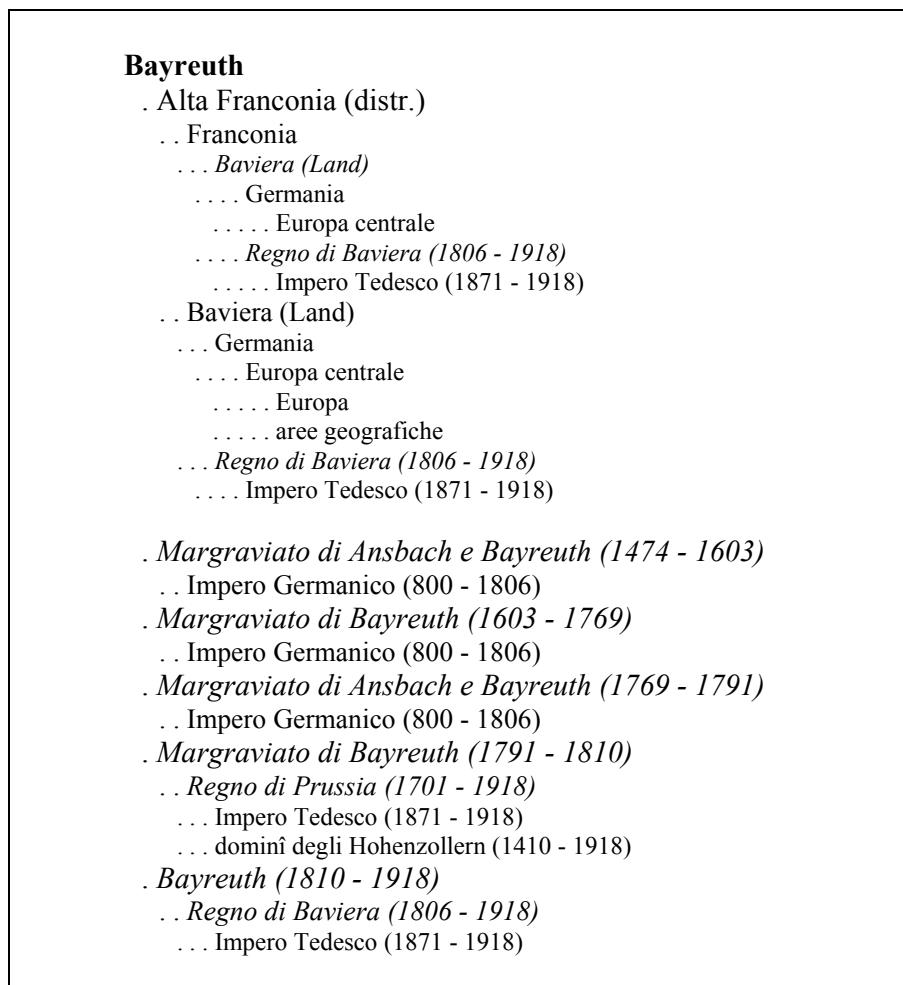 Bayreuth
. Alta Franconia (distr.)
. . Franconia
. . . Baviera (Land)
. . . . Germania
. . . . . Europa centrale
. . . . Regno di Baviera (1806 - 1918)
. . . . . Impero Tedesco (1871 - 1918)
. . Baviera (Land)
. . . Germania
. . . . Europa centrale
. . . . . Europa
. . . . . aree geografiche
. . . Regno di Baviera (1806 - 1918)
. . . . Impero Tedesco (1871 - 1918)
. Margraviato di Ansbach e Bayreuth (1474 - 1603)
. . Impero Germanico (800 - 1806)
. Margraviato di Bayreuth (1603 - 1769)
. . Impero Germanico (800 - 1806)
. Margraviato di Ansbach e Bayreuth (1769 - 1791)
. . Impero Germanico (800 - 1806)
. Margraviato di Bayreuth (1791 - 1810)
. . Regno di Prussia (1701 - 1918)
. . . Impero Tedesco (1871 - 1918)
. . . dominî degli Hohenzollern (1410 - 1918)
. Bayreuth (1810 - 1918)
. . Regno di Baviera (1806 - 1918)
. . . Impero Tedesco (1871 - 1918)